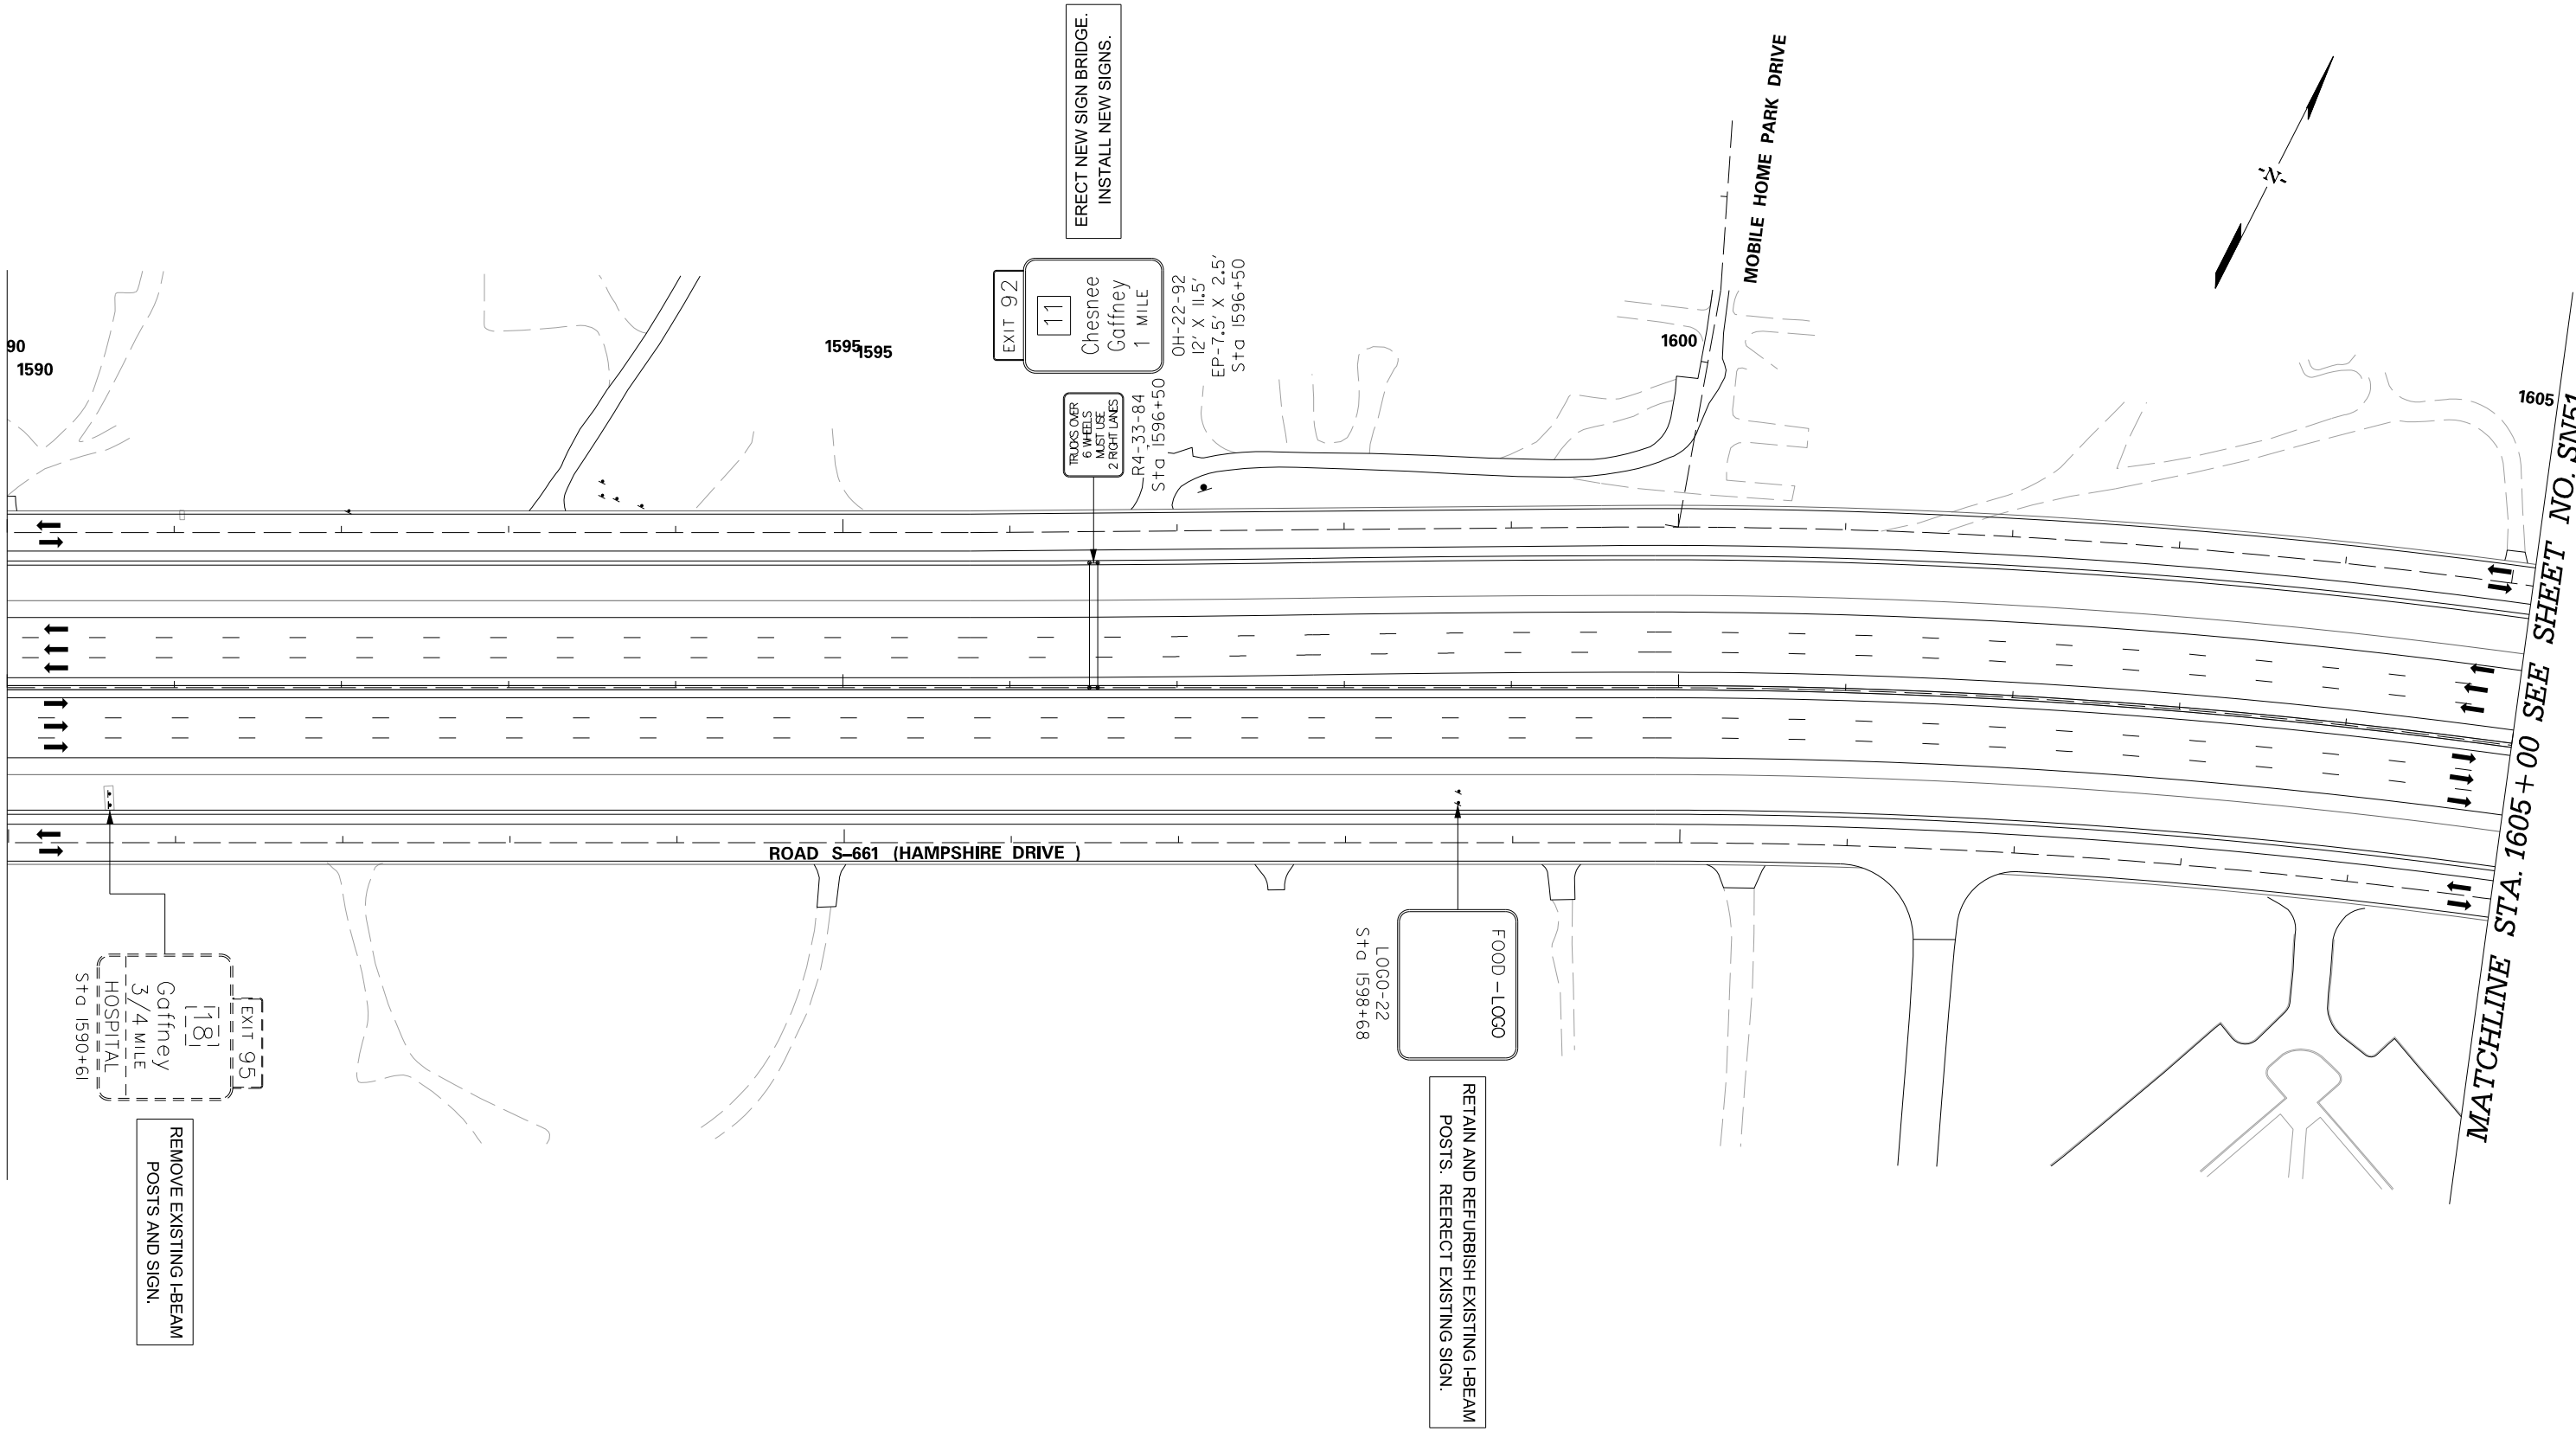 ERECT NEW SIGN BRIDGE.
INSTALL NEW SIGNS.
MOBILE HOME PARK DRIVE
-N-
EXIT 92
11
Chesnee
Gaffney
1 MILE
OH-22-92
12' X 11.5'
EP-7.5' X 2.5'
Sta 1596+50
TRUCKS OVER
6 WHEELS
MUST USE
2 RIGHT LANES
R4-33-84
Sta 1596+50
90
1590
1595
1595
1600
1605
MATCHLINE STA. 1605+00 SEE SHEET NO. SN51
ROAD S-661 (HAMPSHIRE DRIVE )
EXIT 95
18
Gaffney
3/4 MILE
HOSPITAL
Sta 1590+61
REMOVE EXISTING I-BEAM
POSTS AND SIGN.
FOOD - LOGO
LOGO-22
Sta 1598+68
RETAIN AND REFURBISH EXISTING I-BEAM
POSTS. REERECT EXISTING SIGN.